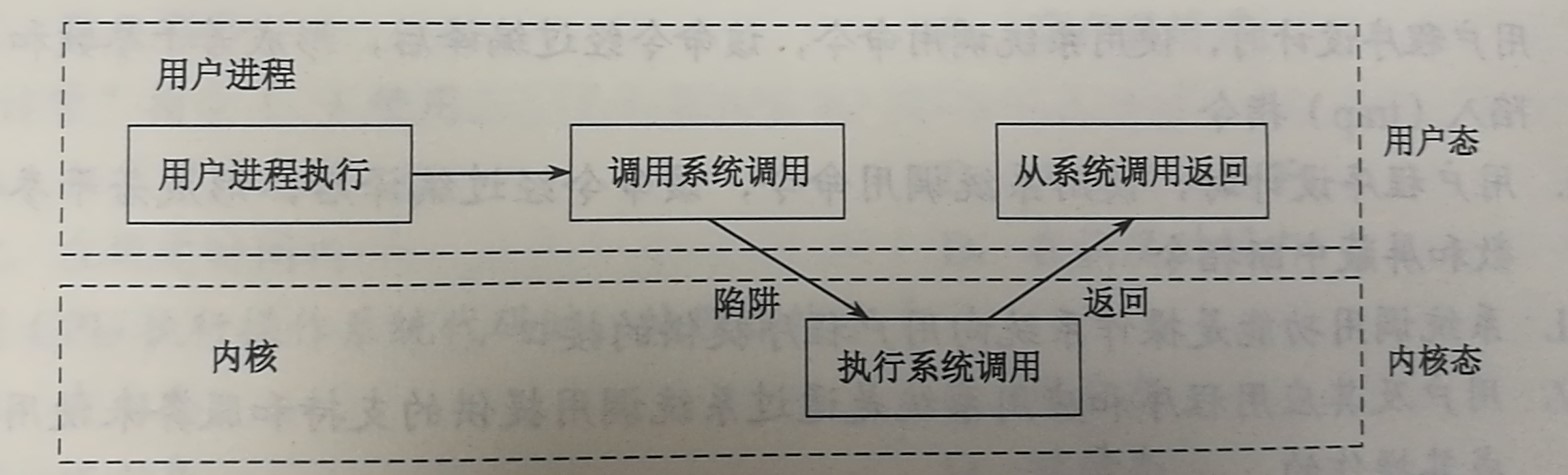 用户进程
用户进程执行
调用系统调用
从系统调用返回
用户态
陷阱
返回
内核
执行系统调用
内核态